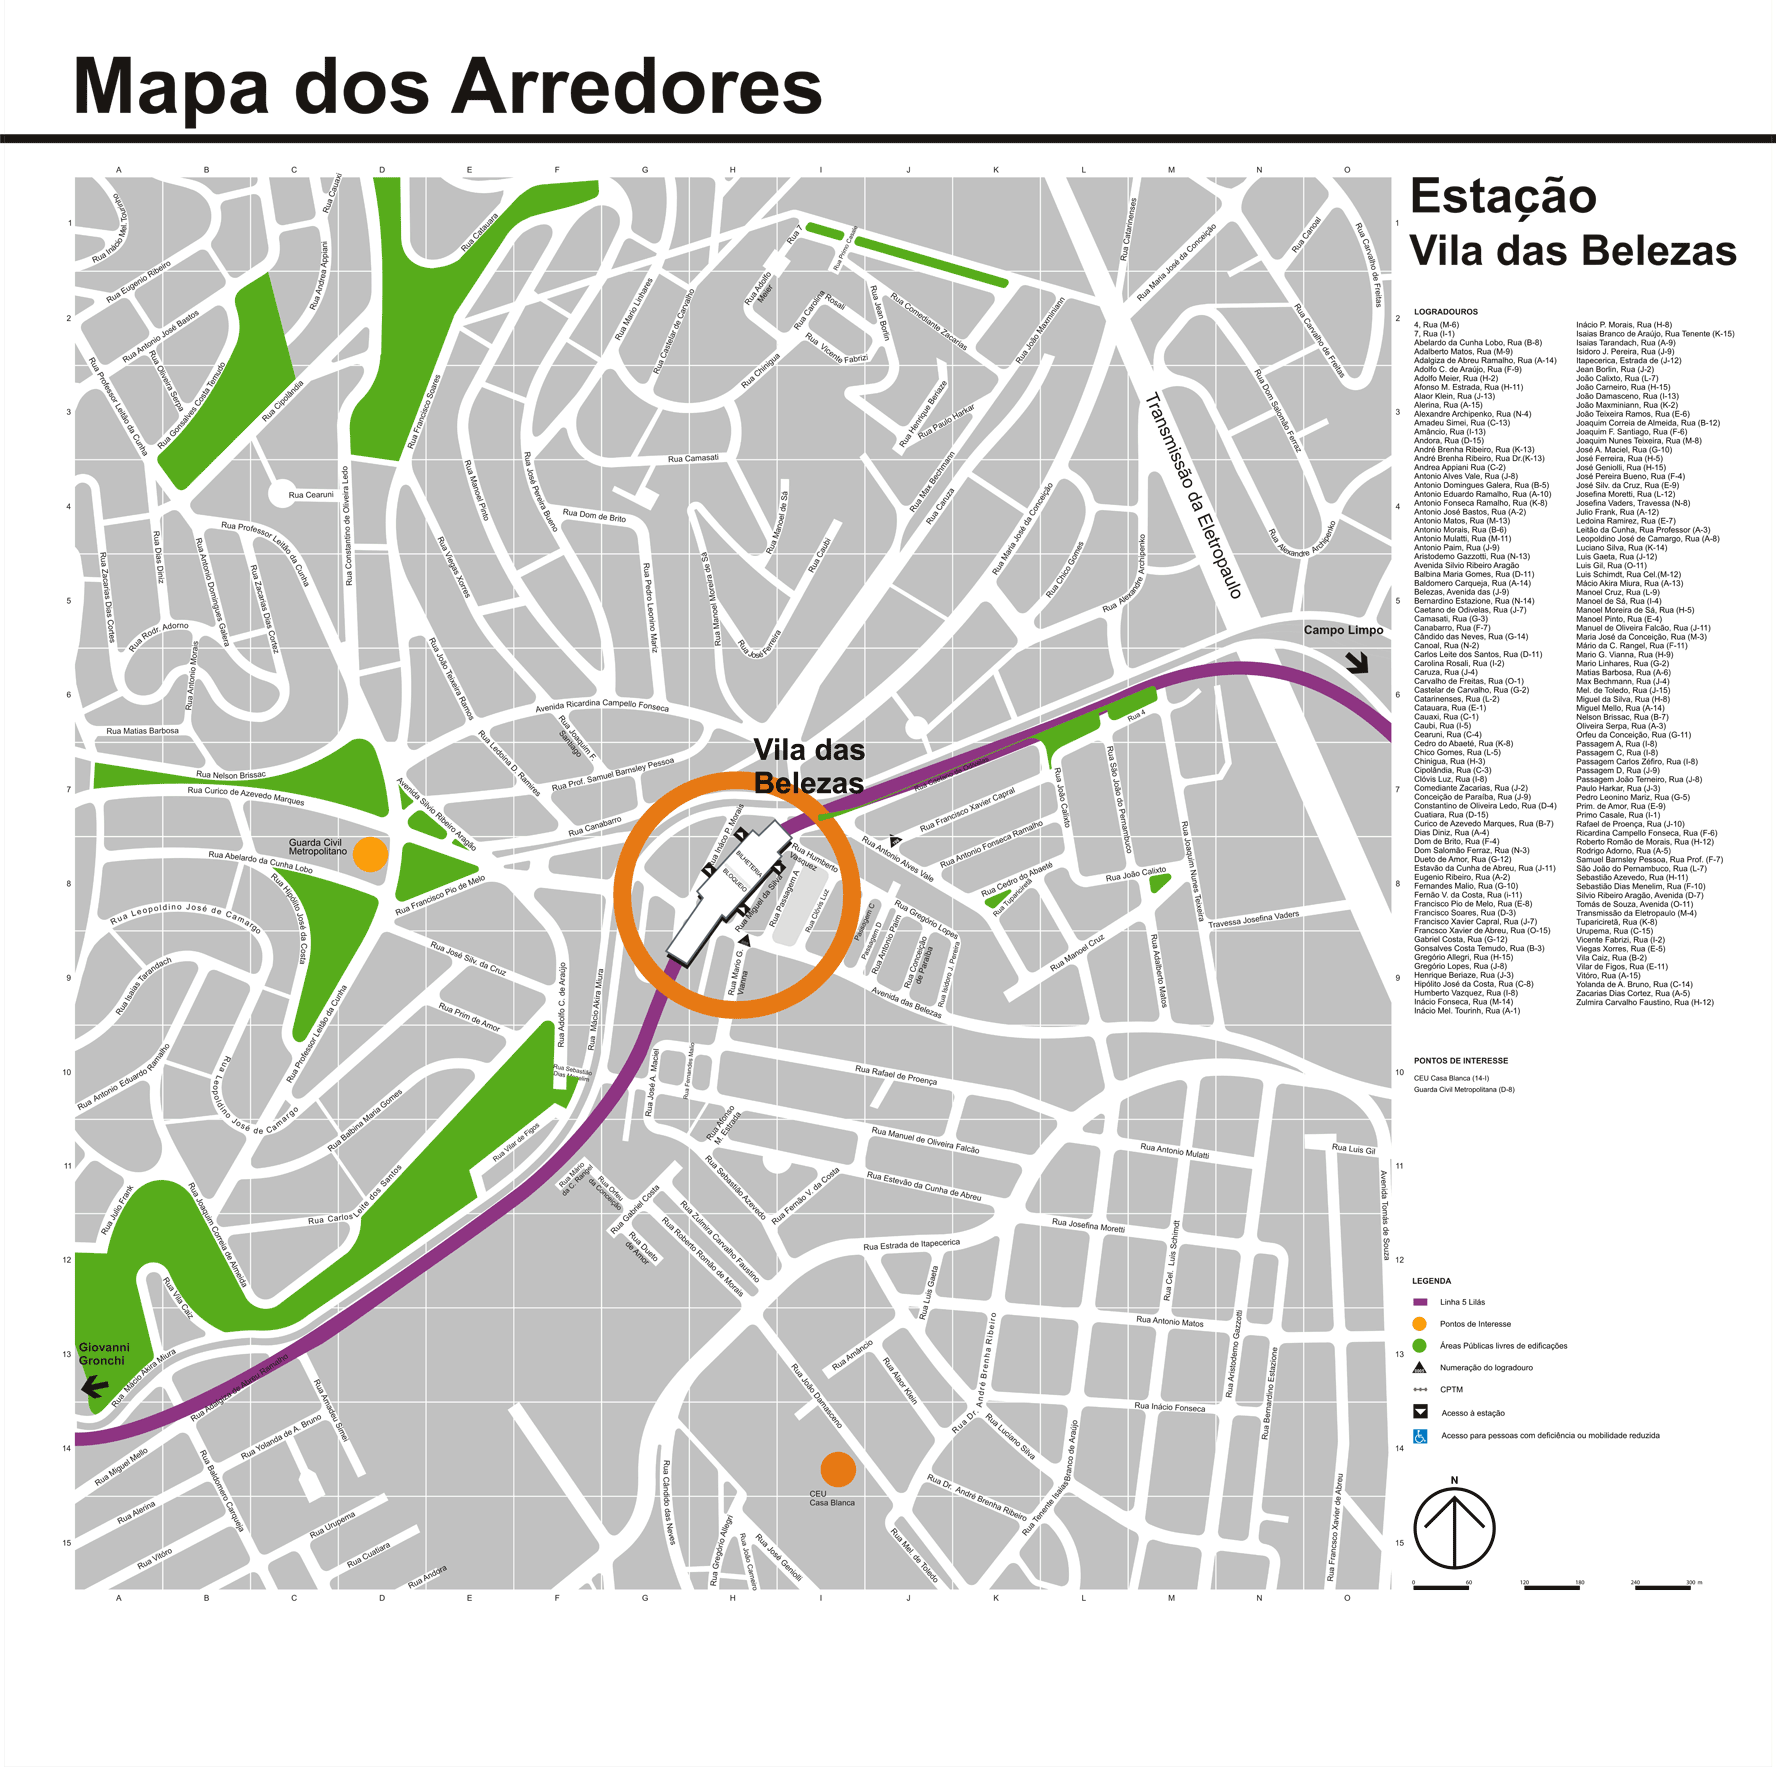 Mapa dos Arredores
Estação
Vila das Belezas
LOGRADOUROS
4, Rua (M-6)
7, Rua (I-1)
Abelardo da Cunha Lobo, Rua (B-8)
Adalberto Matos, Rua (M-9)
Adalgiza de Abreu Ramalho, Rua (A-14)
Adolfo C. de Araújo, Rua (F-9)
Adolfo Meier, Rua (H-2)
Afonso M. Estrada, Rua (H-11)
Alaor Klein, Rua (J-13)
Alerina, Rua (A-15)
Alexandre Archipenko, Rua (N-4)
Amadeu Simei, Rua (C-13)
Amâncio, Rua (I-13)
Andora, Rua (D-15)
André Brenha Ribeiro, Rua (K-13)
André Brenha Ribeiro, Rua Dr.(K-13)
Andrea Appiani Rua (C-2)
Antonio Alves Vale, Rua (J-8)
Antonio Domingues Galera, Rua (B-5)
Antonio Eduardo Ramalho, Rua (A-10)
Antonio Fonseca Ramalho, Rua (K-8)
Antonio José Bastos, Rua (A-2)
Antonio Matos, Rua (M-13)
Antonio Morais, Rua (B-6)
Antonio Mulatti, Rua (M-11)
Antonio Paim, Rua (J-9)
Aristodemo Gazzotti, Rua (N-13)
Avenida Silvio Ribeiro Aragão
Balbina Maria Gomes, Rua (D-11)
Baldomero Carqueja, Rua (A-14)
Belezas, Avenida das (J-9)
Bernardino Estazione, Rua (N-14)
Caetano de Odivelas, Rua (J-7)
Camasati, Rua (G-3)
Canabarro, Rua (F-7)
Cândido das Neves, Rua (G-14)
Canoal, Rua (N-2)
Carlos Leite dos Santos, Rua (D-11)
Carolina Rosali, Rua (I-2)
Caruza, Rua (J-4)
Carvalho de Freitas, Rua (O-1)
Castelar de Carvalho, Rua (G-2)
Catarinenses, Rua (L-2)
Catauara, Rua (E-1)
Cauaxi, Rua (C-1)
Caubi, Rua (I-5)
Cearuni, Rua (C-4)
Cedro do Abaeté, Rua (K-8)
Chico Gomes, Rua (L-5)
Chinigua, Rua (H-3)
Cipolândia, Rua (C-3)
Clóvis Luz, Rua (I-8)
Comediante Zacarias, Rua (J-2)
Conceição de Paraíba, Rua (J-9)
Constantino de Oliveira Ledo, Rua (D-4)
Cuatiara, Rua (D-15)
Curico de Azevedo Marques, Rua (B-7)
Dias Diniz, Rua (A-4)
Dom de Brito, Rua (F-4)
Dom Salomão Ferraz, Rua (N-3)
Dueto de Amor, Rua (G-12)
Estavão da Cunha de Abreu, Rua (J-11)
Eugenio Ribeiro, Rua (A-2)
Fernandes Malio, Rua (G-10)
Fernão V. da Costa, Rua (I-11)
Francisco Pio de Melo, Rua (E-8)
Francisco Soares, Rua (D-3)
Francisco Xavier Capral, Rua (J-7)
Francsco Xavier de Abreu, Rua (O-15)
Gabriel Costa, Rua (G-12)
Gonsalves Costa Temudo, Rua (B-3)
Gregório Allegri, Rua (H-15)
Gregório Lopes, Rua (J-8)
Henrique Beriaze, Rua (J-3)
Hipólito José da Costa, Rua (C-8)
Humberto Vazquez, Rua (I-8)
Inácio Fonseca, Rua (M-14)
Inácio Mel. Tourinh, Rua (A-1)
Inácio P. Morais, Rua (H-8)
Isaias Branco de Araújo, Rua Tenente (K-15)
Isaias Tarandach, Rua (A-9)
Isidoro J. Pereira, Rua (J-9)
Itapecerica, Estrada de (J-12)
Jean Borlin, Rua (J-2)
João Calixto, Rua (L-7)
João Carneiro, Rua (H-15)
João Damasceno, Rua (I-13)
João Maxminiann, Rua (K-2)
João Teixeira Ramos, Rua (E-6)
Joaquim Correia de Almeida, Rua (B-12)
Joaquim F. Santiago, Rua (F-6)
Joaquim Nunes Teixeira, Rua (M-8)
José A. Maciel, Rua (G-10)
José Ferreira, Rua (H-5)
José Geniolli, Rua (H-15)
José Pereira Bueno, Rua (F-4)
José Silv. da Cruz, Rua (E-9)
Josefina Moretti, Rua (L-12)
Josefina Vaders, Travessa (N-8)
Julio Frank, Rua (A-12)
Ledoina Ramirez, Rua (E-7)
Leitão da Cunha, Rua Professor (A-3)
Leopoldino José de Camargo, Rua (A-8)
Luciano Silva, Rua (K-14)
Luis Gaeta, Rua (J-12)
Luis Gil, Rua (O-11)
Luis Schimdt, Rua Cel.(M-12)
Mácio Akira Miura, Rua (A-13)
Manoel Cruz, Rua (L-9)
Manoel de Sá, Rua (I-4)
Manoel Moreira de Sá, Rua (H-5)
Manoel Pinto, Rua (E-4)
Manuel de Oliveira Falcão, Rua (J-11)
Maria José da Conceição, Rua (M-3)
Mário da C. Rangel, Rua (F-11)
Mario G. Vianna, Rua (H-9)
Mario Linhares, Rua (G-2)
Matias Barbosa, Rua (A-6)
Max Bechmann, Rua (J-4)
Mel. de Toledo, Rua (J-15)
Miguel da Silva, Rua (H-8)
Miguel Mello, Rua (A-14)
Nelson Brissac, Rua (B-7)
Oliveira Serpa, Rua (A-3)
Orfeu da Conceição, Rua (G-11)
Passagem A, Rua (I-8)
Passagem C, Rua (I-8)
Passagem Carlos Zéfiro, Rua (I-8)
Passagem D, Rua (J-9)
Passagem João Terneiro, Rua (J-8)
Paulo Harkar, Rua (J-3)
Pedro Leonino Mariz, Rua (G-5)
Prim. de Amor, Rua (E-9)
Primo Casale, Rua (I-1)
Rafael de Proença, Rua (J-10)
Ricardina Campello Fonseca, Rua (F-6)
Roberto Romão de Morais, Rua (H-12)
Rodrigo Adorno, Rua (A-5)
Samuel Barnsley Pessoa, Rua Prof. (F-7)
São João do Pernambuco, Rua (L-7)
Sebastião Azevedo, Rua (H-11)
Sebastião Dias Menelim, Rua (F-10)
Silvio Ribeiro Aragão, Avenida (D-7)
Tomás de Souza, Avenida (O-11)
Transmissão da Eletropaulo (M-4)
Urupema, Rua (C-15)
Vicente Fabrizi, Rua (I-2)
Vila Caiz, Rua (B-2)
Vilar de Figos, Rua (E-11)
Vitóro, Rua (A-15)
Yolanda de A. Bruno, Rua (C-14)
Zacarias Dias Cortez, Rua (A-5)
Zulmira Carvalho Faustino, Rua (H-12)
PONTOS DE INTERESSE
CEU Casa Blanca (14-I)
Guarda Civil Metropolitana (D-8)
LEGENDA
Linha 5 Lilás
Pontos de Interesse
Áreas Públicas livres de edificações
Numeração do logradouro
CPTM
Acesso à estação
Acesso para pessoas com deficiência ou mobilidade reduzida
N
0 60 120 180 240 300 m
A B C D E F G H I J K L M N O
1
2
3
4
5
6
7
8
9
10
11
12
13
14
15
Vila das
Belezas
Campo Limpo
Giovanni
Gronchi
Transmissão da Eletropaulo
Guarda Civil
Metropolitano
CEU
Casa Blanca
BILHETERIA
BLOQUEIO
Rua Inácio Mel. Tourinho
Rua Eugenio Ribeiro
Rua Antonio José Bastos
Rua Oliveira Serpa
Rua Gonsalves Costa Temudo
Rua Professor Leitão da Cunha
Rua Cauaxi
Rua Andrea Appiani
Rua Cipolândia
Rua Catauara
Rua Francisco Soares
Rua Cearuni
Rua Constantino de Oliveira Ledo
Rua Manoel Pinto
Rua José Pereira Bueno
Rua Dom de Brito
Rua Camasati
Rua Mario Linhares
Rua Castelar de Carvalho
Rua Chinigua
Rua Adolfo
Meier
Rua 7
Rua Primo Casale
Rua Carolina
Rosali
Rua Vicente Fabrizi
Rua Jean Borlin
Rua Comediante Zacarias
Rua João Maxminiann
Rua Henrique Beriaze
Rua Paulo Harkar
Rua Max Bechmann
Rua Caruza
Rua Catarinenses
Rua Maria José da Conceição
Rua Canoal
Rua Carvalho de Freitas
Rua Carvalho de Freitas
Rua Dom Salomão Ferraz
Rua Alexandre Archipenko
Rua Zacarias Dias Cortes
Rua Dias Diniz
Rua Antonio Domingues Galera
Rua Zacarias Dias Cortez
Rua Professor Leitão da Cunha
Rua Rodr. Adorno
Rua Antonio Morais
Rua Matias Barbosa
Rua Viegas Xorres
Rua João Teixeira Ramos
Rua Pedro Leonino Mariz
Rua Manoel Moreira de Sá
Rua José Ferreira
Rua Manoel de Sá
Rua Caubi
Rua Maria José da Conceição
Rua Chico Gomes
Rua Alexandre Archipenko
Avenida Ricardina Campello Fonseca
Rua Joaquim F.
Santiago
Rua Ledona D. Ramires
Rua Prof. Samuel Barnsley Pessoa
Rua Canabarro
Rua Nelson Brissac
Rua Curico de Azevedo Marques
Avenida Silvio Ribeiro Aragão
Rua Abelardo da Cunha Lobo
Rua Francisco Pio de Melo
Rua Hipólito José da Costa
Rua Leopoldino José de Camargo
Rua Isaias Tarandach
Rua José Silv. da Cruz
Rua Prim de Amor
Rua Adolfo C. de Araújo
Rua Mácio Akira Miura
Rua Inácio P. Morais
Rua Miguel da Silva
Rua Passagem A
Rua Humberto
Vasquez
Rua Clóvis Luz
Rua Mario G.
Vianna
Passagem C
Passagem D
Rua Antonio Paim
Rua Conceição
de Paraíba
Rua Isidoro J. Pereira
Rua Gregório Lopes
Rua Antonio Alves Vale
Rua Francisco Xavier Capral
Rua Antonio Fonseca Ramalho
Rua Cedro do Abaeté
Rua Tupariciretã
Rua João Calixto
Rua João Calixto
Rua São João do Pernambuco
Rua 4
Rua Joaquim Nunes Teixeira
Travessa Josefina Vaders
Rua Manoel Cruz
Rua Adalberto Matos
Avenida das Belezas
Rua Professor Leitão da Cunha
Rua Antonio Eduardo Ramalho
Rua Leopoldino José de Camargo
Rua Balbina Maria Gomes
Rua Sebastião
Rua Vilar de Figos
Rua Carlos Leite dos Santos
Rua José A. Maciel
Rua Fernandes Malio
Rua Afonso
M. Estrada
Rua Rafael de Proença
Rua Manuel de Oliveira Falcão
Rua Estevão da Cunha de Abreu
Rua Antonio Mulatti
Rua Luis Gil
Avenida Tomás de Souza
Rua Mário
da C. Rangel
Rua Orfeu
da Conceição
Rua Gabriel Costa
Rua Dueto
de Amor
Rua Sebastião Azevedo
Rua Fernão V. da Costa
Rua Zulmira Carvalho Faustino
Rua Roberto Romão de Morais
Rua Julio Frank
Rua Joaquim Correia de Almeida
Rua Vila Caiz
Rua Estrada de Itapecerica
Rua Josefina Moretti
Rua Cel. Luis Schimdt
Rua Luis Gaeta
Rua Antonio Matos
Rua Dr. André Brenha Ribeiro
Rua Aristodemo Gazzotti
Rua Bernardino Estazione
Rua Inácio Fonseca
Rua Mácio Akira Miura
Rua Adalgiza de Abreu Ramalho
Rua Amadeu Simei
Rua Yolanda de A. Bruno
Rua Miguel Mello
Rua Baldomero Carqueja
Rua Alerina
Rua Vitóro
Rua Urupema
Rua Cuatiara
Rua Andora
Rua Amâncio
Rua Alaor Klein
Rua João Damasceno
Rua Luciano Silva
Rua Dr. André Brenha Ribeiro
Rua Tenente Isaías Branco de Araújo
Rua Cândido das Neves
Rua Gregório Allegri
Rua João Carneiro
Rua José Geniolli
Rua Mel. de Toledo
Rua Francsco Xavier de Abreu